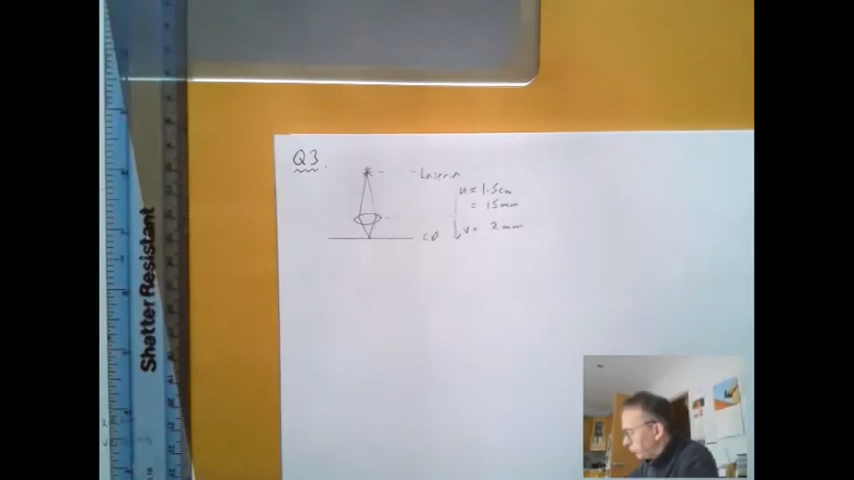 Q3
Laser
u = 1.5cm
= 15mm
v = 2mm
CD
Shatter Resistant